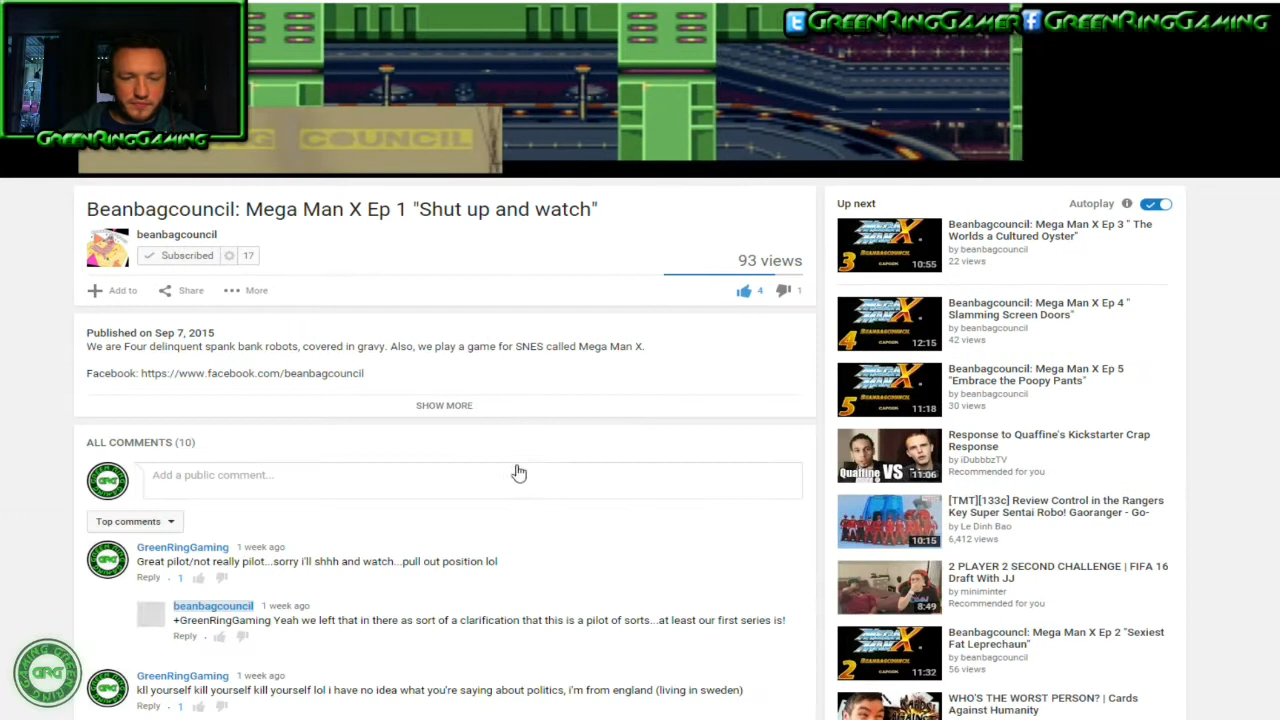 GreenRingGamer GreenRingGaming
GreenRingGaming
COUNCIL
Beanbagcouncil: Mega Man X Ep 1 "Shut up and watch"
beanbagcouncil
Subscribed 17
93 views
Add to Share More
4 1
Published on Sep 7, 2015
We are Four delinquent spank bank robots, covered in gravy. Also, we play a game for SNES called Mega Man X.
Facebook: https://www.facebook.com/beanbagcouncil
SHOW MORE
ALL COMMENTS (10)
Add a public comment...
Top comments
GreenRingGaming 1 week ago
Great pilot/not really pilot...sorry i'll shhh and watch...pull out position lol
Reply · 1
beanbagcouncil 1 week ago
+GreenRingGaming Yeah we left that in there as sort of a clarification that this is a pilot of sorts...at least our first series is!
Reply ·
GreenRingGaming 1 week ago
kll yourself kill yourself kill yourself lol i have no idea what you're saying about politics, i'm from england (living in sweden)
Reply · 1
Up next
Autoplay
Beanbagcouncil: Mega Man X Ep 3 " The
Worlds a Cultured Oyster"
by beanbagcouncil
22 views
3
10:55
Beanbagcouncil: Mega Man X Ep 4 "
Slamming Screen Doors"
by beanbagcouncil
42 views
4
12:15
Beanbagcouncil: Mega Man X Ep 5
"Embrace the Poopy Pants"
by beanbagcouncil
30 views
5
11:18
Response to Quaffine's Kickstarter Crap
Response
by iDubbbzTV
Recommended for you
Quaffine VS
11:06
[TMT][133c] Review Control in the Rangers
Key Super Sentai Robo! Gaoranger - Go-
by Le Dinh Bao
6,412 views
10:15
2 PLAYER 2 SECOND CHALLENGE | FIFA 16
Draft With JJ
by miniminter
Recommended for you
8:49
Beanbagcouncl: Mega Man X Ep 2 "Sexiest
Fat Leprechaun"
by beanbagcouncil
56 views
2
11:32
WHO'S THE WORST PERSON? | Cards
Against Humanity